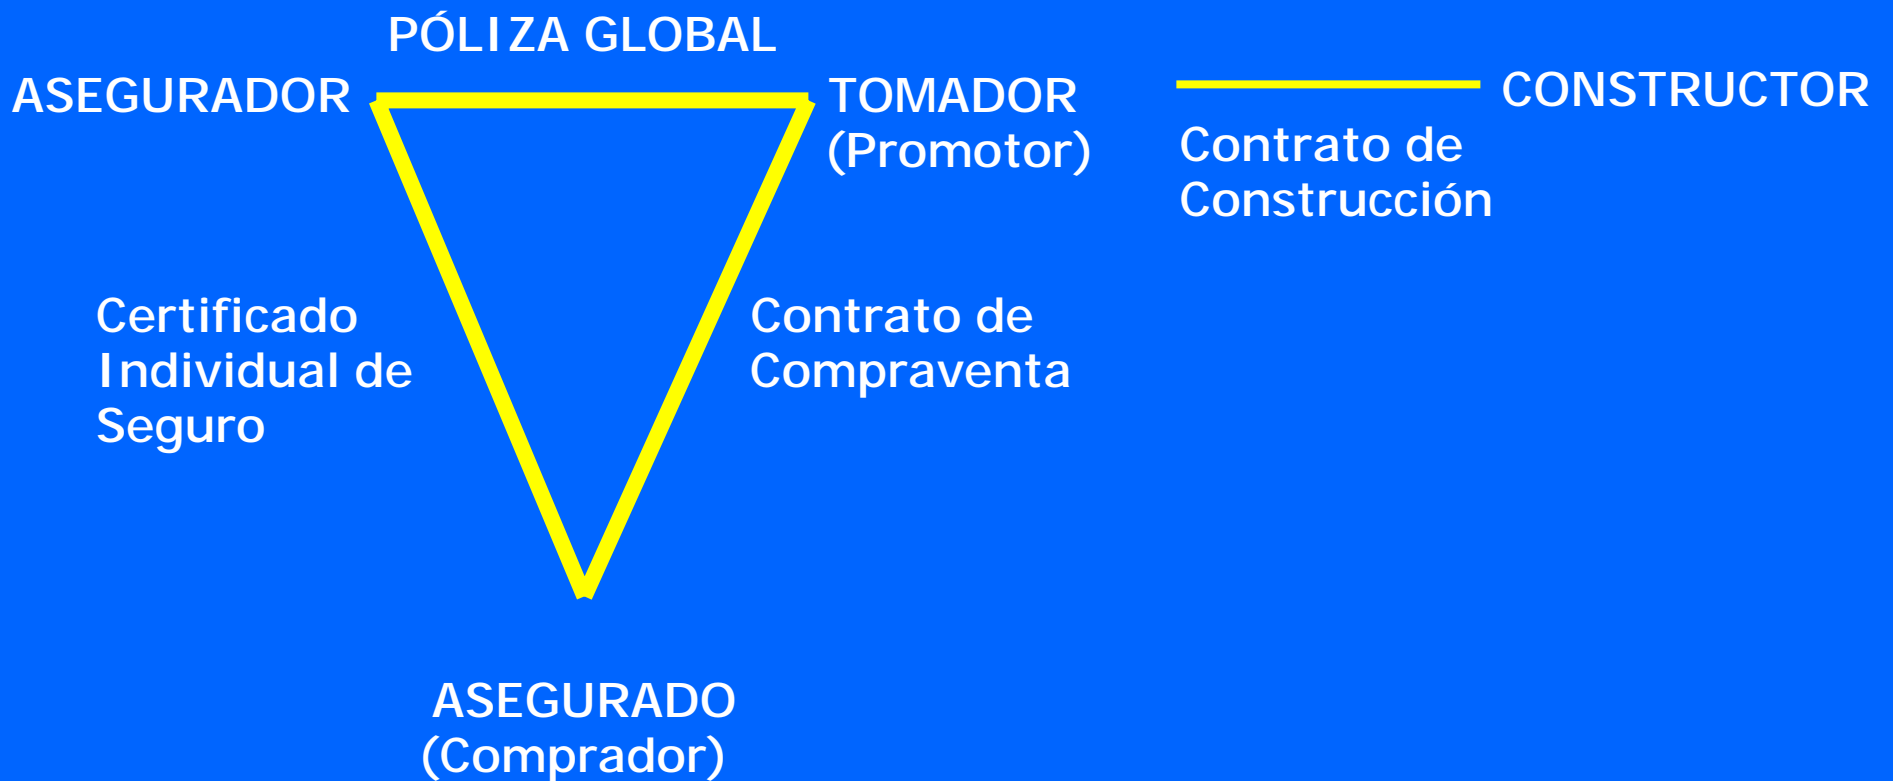 PÓLIZA GLOBAL
ASEGURADOR
TOMADOR
(Promotor)
CONSTRUCTOR
Contrato de
Construcción
Certificado
Individual de
Seguro
Contrato de
Compraventa
ASEGURADO
(Comprador)